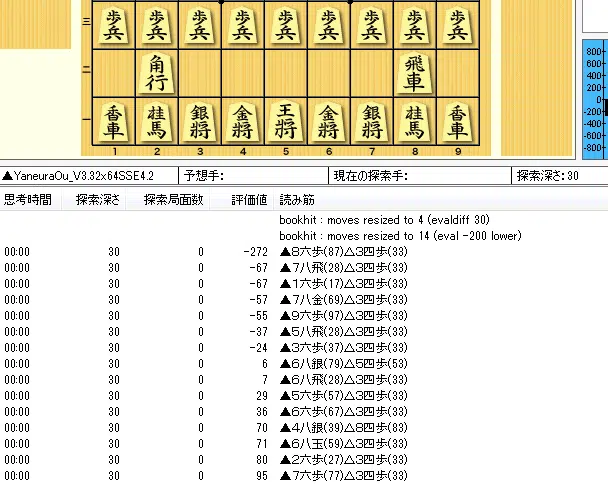 三 歩兵 歩兵 歩兵 歩兵 歩兵 歩兵 歩兵 歩兵 歩兵
二 角行 飛車
一 香車 桂馬 銀將 金將 王將 金將 銀將 桂馬 香車
1 2 3 4 5 6 7 8 9
800
600
400
200
0
-200
-400
-600
-800
▲YaneuraOu_V3.32x64SSE4.2 予想手: 現在の探索手: 探索深さ:30
思考時間 探索深さ 探索局面数 評価値 読み筋
bookhit : moves resized to 4 (evaldiff 30)
bookhit : moves resized to 14 (eval -200 lower)
00:00 30 0 -272 ▲8六歩(87)△3四歩(33)
00:00 30 0 -67 ▲7八飛(28)△3四歩(33)
00:00 30 0 -67 ▲1六歩(17)△3四歩(33)
00:00 30 0 -57 ▲7八金(69)△3四歩(33)
00:00 30 0 -55 ▲9六歩(97)△3四歩(33)
00:00 30 0 -37 ▲5八飛(28)△3四歩(33)
00:00 30 0 -24 ▲3六歩(37)△3四歩(33)
00:00 30 0 6 ▲6八銀(79)△5四歩(53)
00:00 30 0 7 ▲6八飛(28)△3四歩(33)
00:00 30 0 29 ▲5六歩(57)△3四歩(33)
00:00 30 0 36 ▲6六歩(67)△3四歩(33)
00:00 30 0 70 ▲4八銀(39)△8四歩(83)
00:00 30 0 71 ▲6八玉(59)△3四歩(33)
00:00 30 0 80 ▲2六歩(27)△3四歩(33)
00:00 30 0 95 ▲7六歩(77)△3四歩(33)